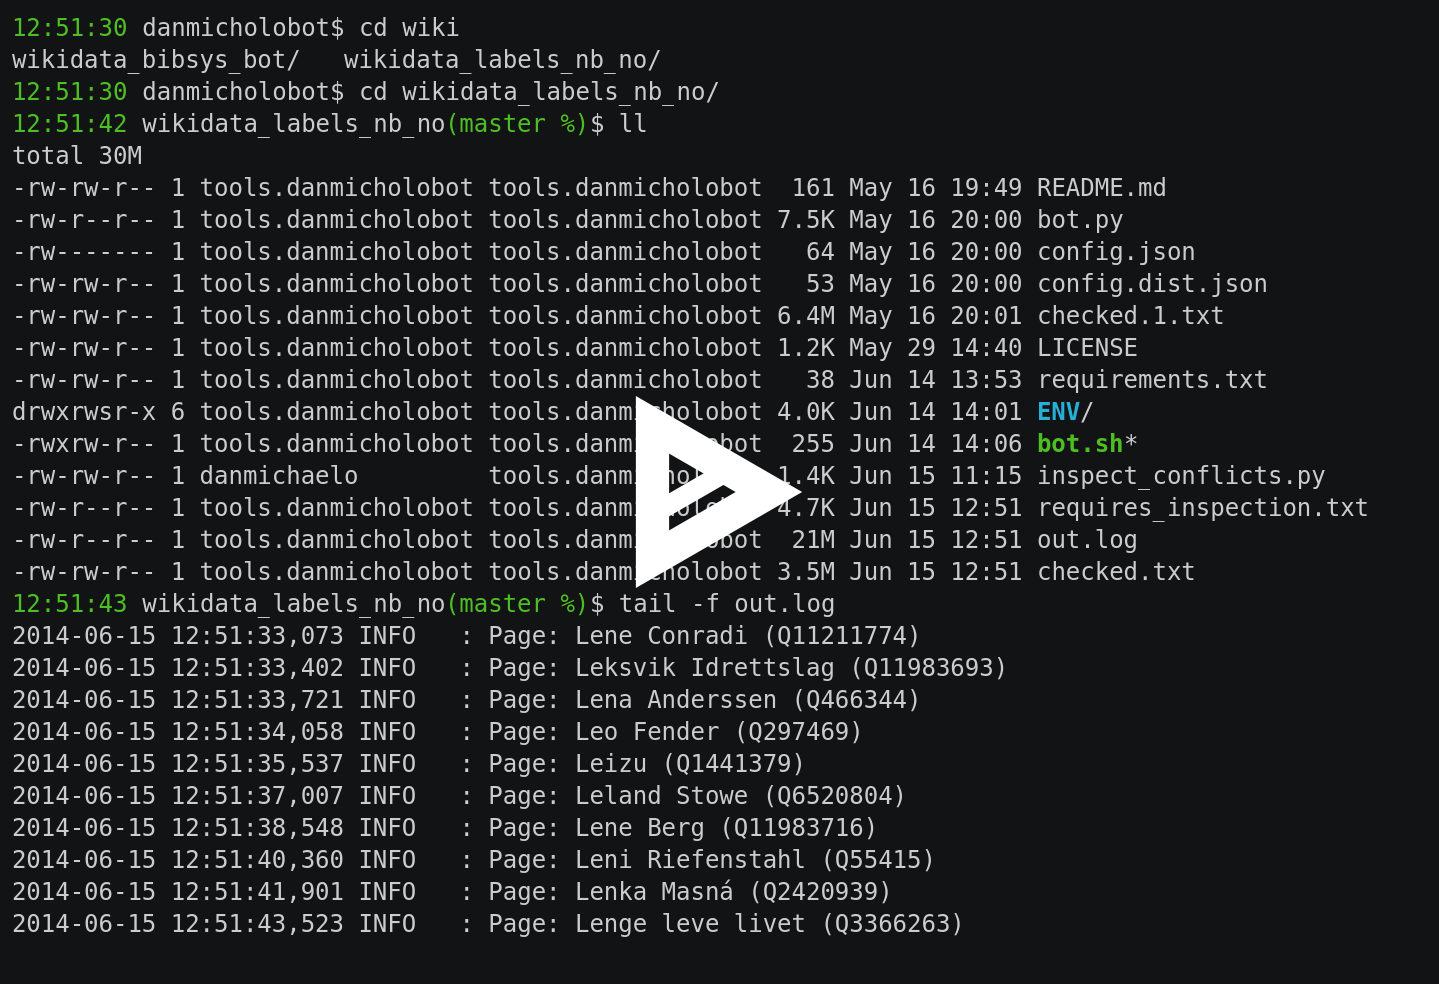 12:51:30 danmicholobot$ cd wiki
wikidata_bibsys_bot/   wikidata_labels_nb_no/
12:51:30 danmicholobot$ cd wikidata_labels_nb_no/
12:51:42 wikidata_labels_nb_no(master %)$ ll
total 30M
-rw-rw-r-- 1 tools.danmicholobot tools.danmicholobot  161 May 16 19:49 README.md
-rw-r--r-- 1 tools.danmicholobot tools.danmicholobot 7.5K May 16 20:00 bot.py
-rw------- 1 tools.danmicholobot tools.danmicholobot   64 May 16 20:00 config.json
-rw-rw-r-- 1 tools.danmicholobot tools.danmicholobot   53 May 16 20:00 config.dist.json
-rw-rw-r-- 1 tools.danmicholobot tools.danmicholobot 6.4M May 16 20:01 checked.1.txt
-rw-rw-r-- 1 tools.danmicholobot tools.danmicholobot 1.2K May 29 14:40 LICENSE
-rw-rw-r-- 1 tools.danmicholobot tools.danmicholobot   38 Jun 14 13:53 requirements.txt
drwxrwsr-x 6 tools.danmicholobot tools.danmicholobot 4.0K Jun 14 14:01 ENV/
-rwxrw-r-- 1 tools.danmicholobot tools.danmicholobot  255 Jun 14 14:06 bot.sh*
-rw-rw-r-- 1 danmichaelo         tools.danmicholobot 1.4K Jun 15 11:15 inspect_conflicts.py
-rw-r--r-- 1 tools.danmicholobot tools.danmicholobot 4.7K Jun 15 12:51 requires_inspection.txt
-rw-r--r-- 1 tools.danmicholobot tools.danmicholobot  21M Jun 15 12:51 out.log
-rw-rw-r-- 1 tools.danmicholobot tools.danmicholobot 3.5M Jun 15 12:51 checked.txt
12:51:43 wikidata_labels_nb_no(master %)$ tail -f out.log
2014-06-15 12:51:33,073 INFO   : Page: Lene Conradi (Q11211774)
2014-06-15 12:51:33,402 INFO   : Page: Leksvik Idrettslag (Q11983693)
2014-06-15 12:51:33,721 INFO   : Page: Lena Anderssen (Q466344)
2014-06-15 12:51:34,058 INFO   : Page: Leo Fender (Q297469)
2014-06-15 12:51:35,537 INFO   : Page: Leizu (Q1441379)
2014-06-15 12:51:37,007 INFO   : Page: Leland Stowe (Q6520804)
2014-06-15 12:51:38,548 INFO   : Page: Lene Berg (Q11983716)
2014-06-15 12:51:40,360 INFO   : Page: Leni Riefenstahl (Q55415)
2014-06-15 12:51:41,901 INFO   : Page: Lenka Masná (Q2420939)
2014-06-15 12:51:43,523 INFO   : Page: Lenge leve livet (Q3366263)